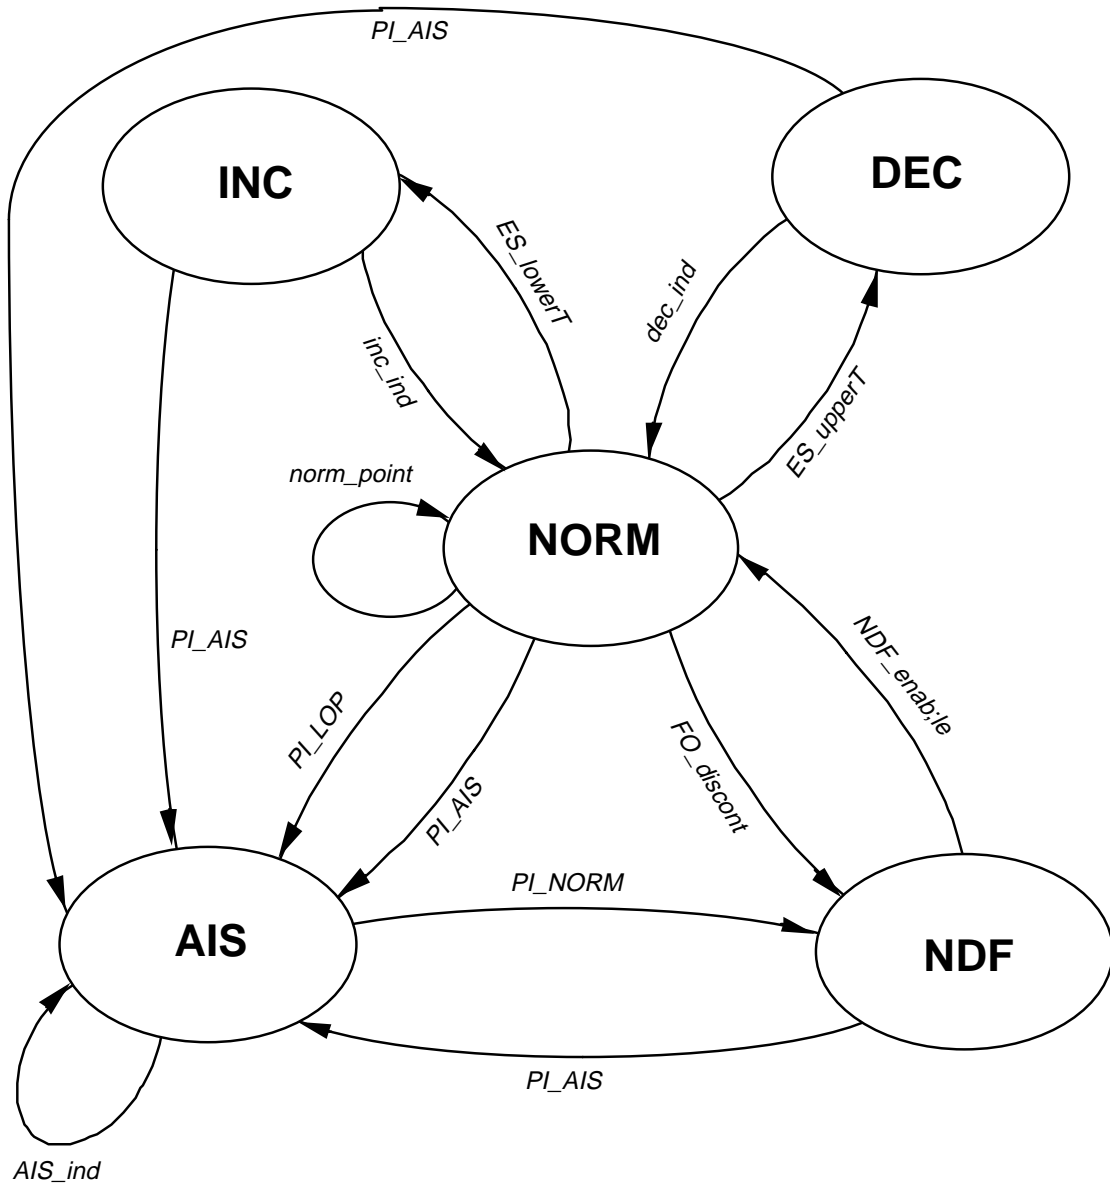 PI_AIS
INC
DEC
ES_lowerT
dec_ind
inc_ind
ES_upperT
norm_point
NORM
PI_AIS
NDF_enab;le
PI_LOP
FO_discont
PI_AIS
PI_NORM
AIS
NDF
PI_AIS
AIS_ind